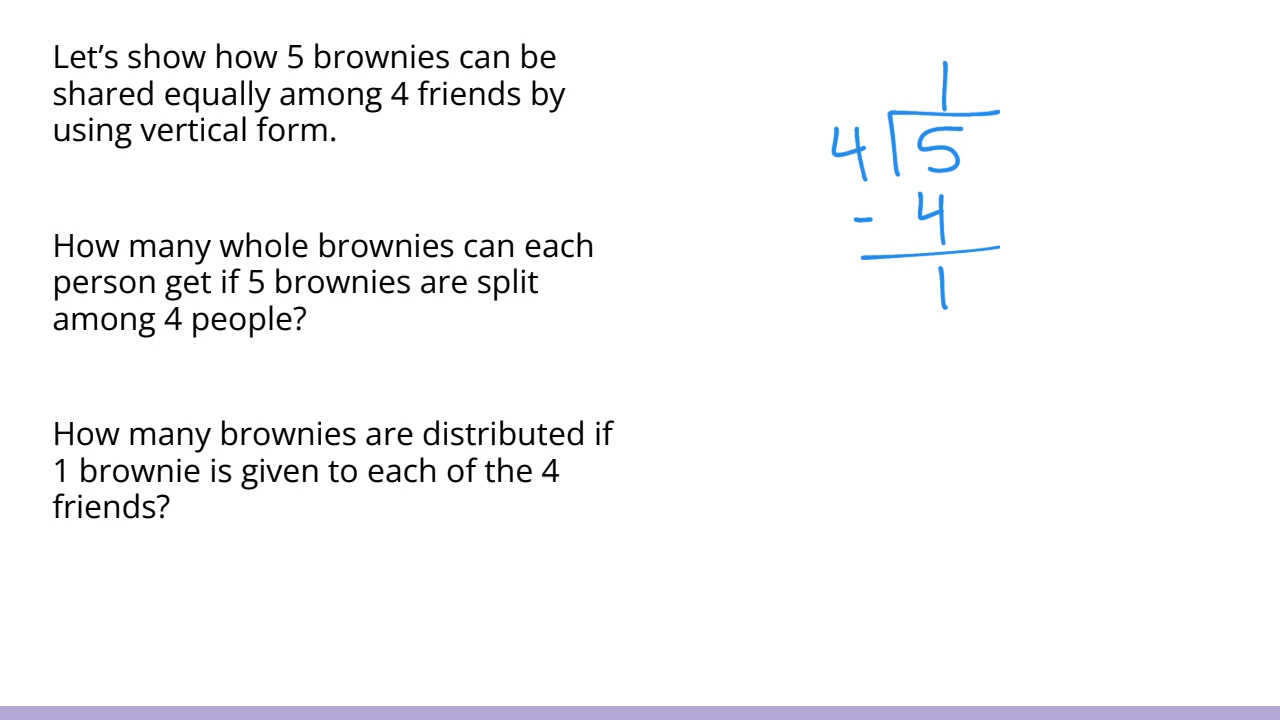 Let’s show how 5 brownies can be
shared equally among 4 friends by
using vertical form.
How many whole brownies can each
person get if 5 brownies are split
among 4 people?
How many brownies are distributed if
1 brownie is given to each of the 4
friends?
1
4 5
- 4
1